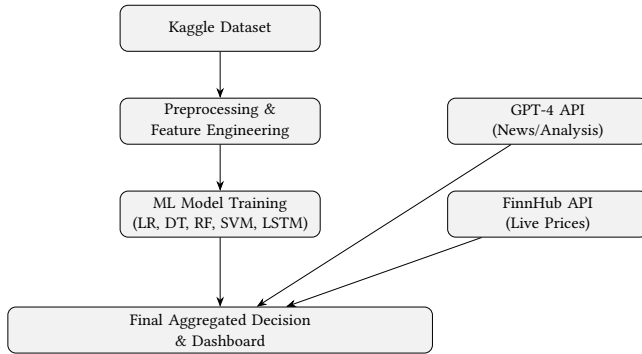 Kaggle Dataset
Preprocessing &
Feature Engineering
GPT-4 API
(News/Analysis)
ML Model Training
(LR, DT, RF, SVM, LSTM)
FinnHub API
(Live Prices)
Final Aggregated Decision
& Dashboard